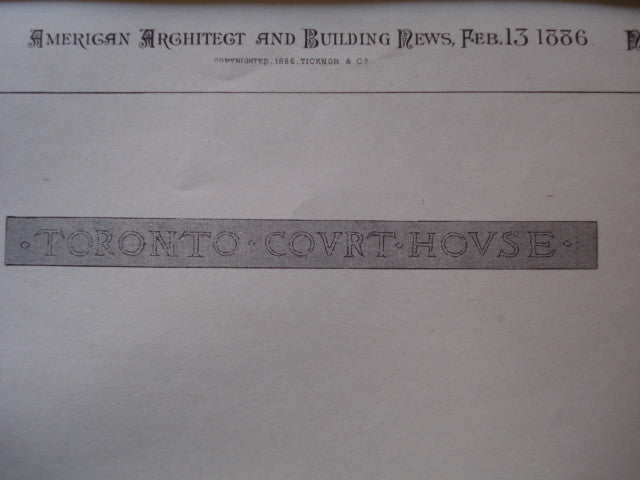 AMERICAN ARCHITECT AND BUILDING NEWS, FEB. 13 1886
COPYRIGHTED. 1886. TICKNOR & CO
· TORONTO · COVRT · HOVSE ·